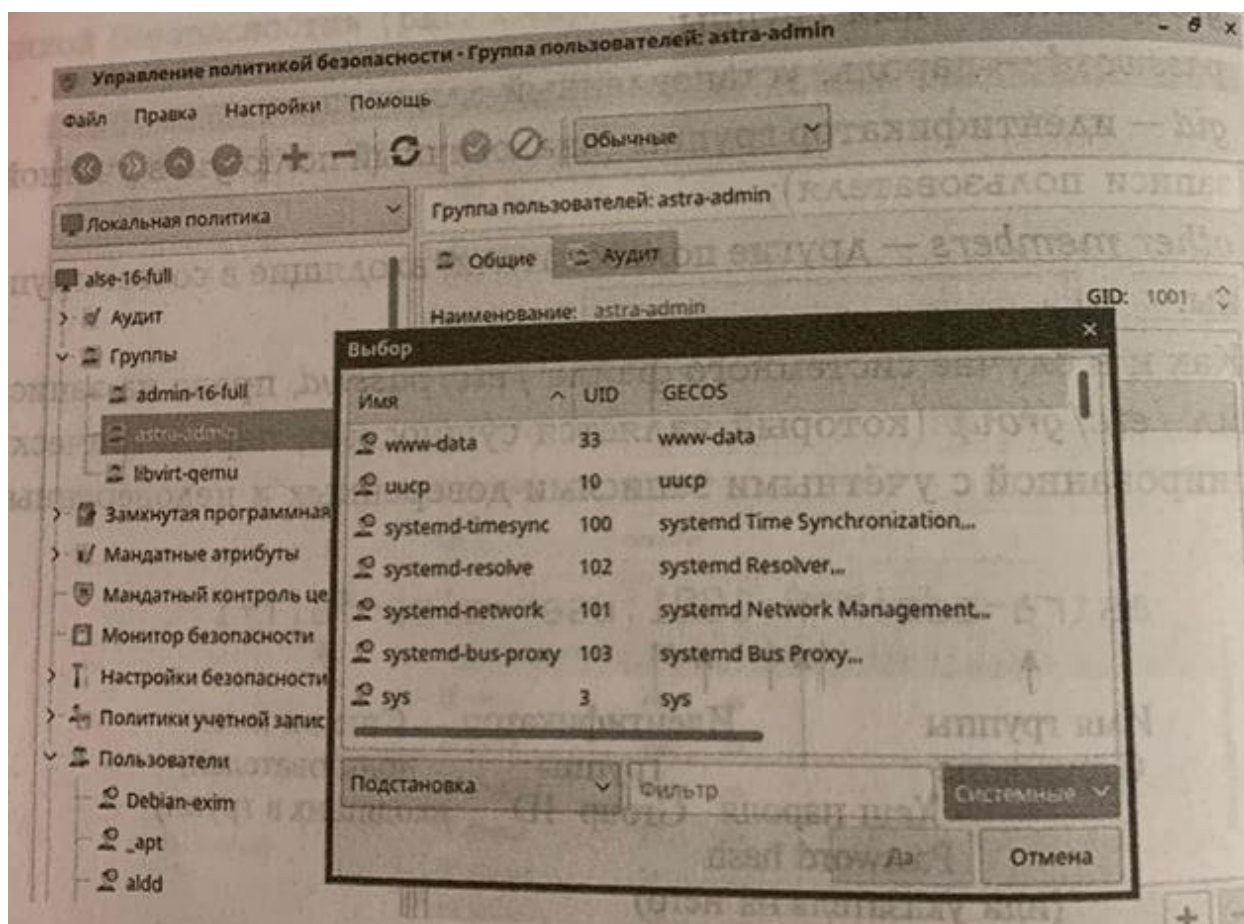 Управление политикой безопасности - Группа пользователей: astra-admin
Файл Правка Настройки Помощь
Обычные
Локальная политика
Группа пользователей: astra-admin
Общие Аудит
Наименование: astra-admin GID: 1001
alse-16-full
Аудит
Группы
admin-16-full
astra-admin
libvirt-qemu
Замкнутая программная
Мандатные атрибуты
Мандатный контроль це
Монитор безопасности
Настройки безопасности
Политики учетной запис
Пользователи
Debian-exim
_apt
aldd
Выбор
Имя UID GECOS
www-data 33 www-data
uucp 10 uucp
systemd-timesync 100 systemd Time Synchronization...
systemd-resolve 102 systemd Resolver...
systemd-network 101 systemd Network Management...
systemd-bus-proxy 103 systemd Bus Proxy...
sys 3 sys
Подстановка Фильтр Системные
Да Отмена